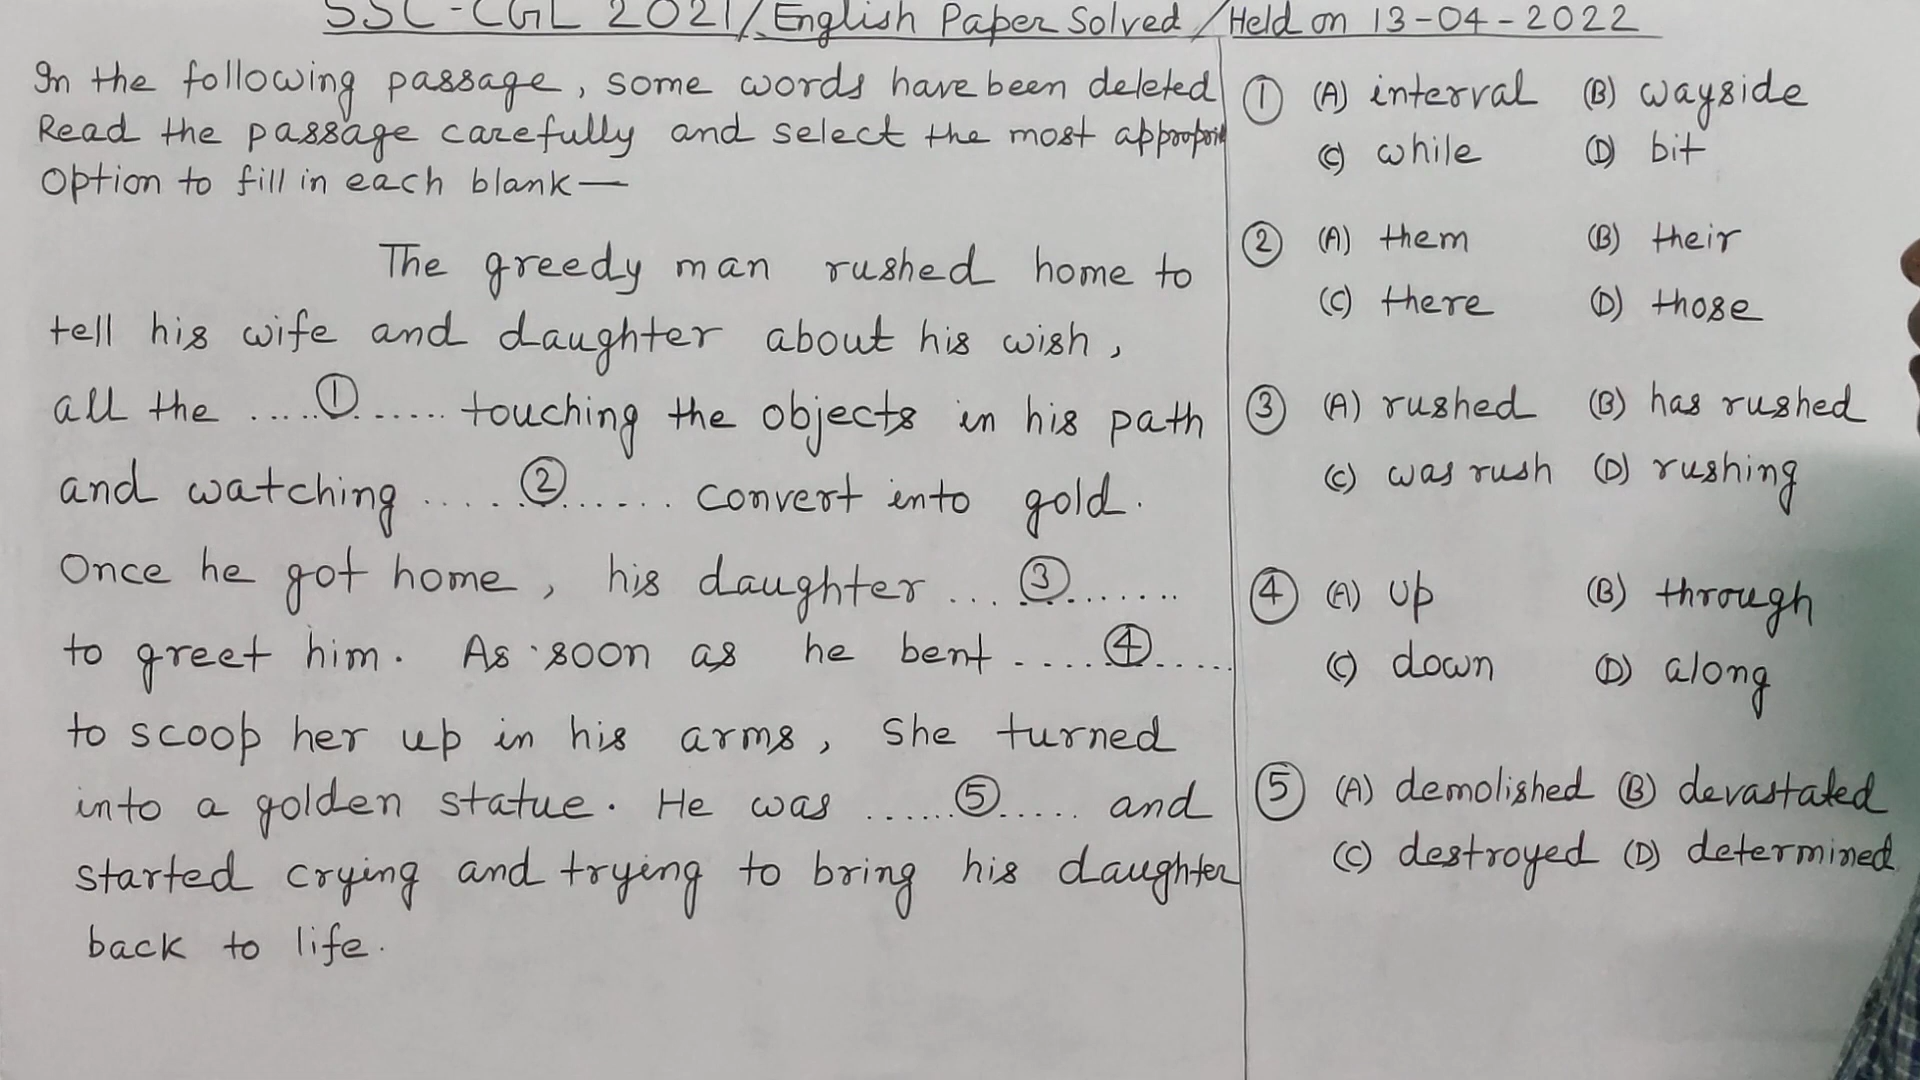 SSC-CGL 2021/English Paper Solved/Held on 13-04-2022
In the following passage, some words have been deleted
Read the passage carefully and select the most
Option to fill in each blank—
The greedy man rushed home to
tell his wife and daughter about his wish,
all the .....①...... touching the objects in his path
and watching .....②...... convert into gold.
Once he got home, his daughter ...③.......
to greet him. As soon as he bent ....④.....
to scoop her up in his arms, She turned
into a golden statue. He was ......⑤..... and
started crying and trying to bring his daughter
back to life.
① (A) interval (B) wayside
(C) while (D) bit
② (A) them (B) their
(C) there (D) those
③ (A) rushed (B) has rushed
(C) was rush (D) rushing
④ (A) up (B) through
(C) down (D) along
⑤ (A) demolished (B) devastated
(C) destroyed (D) determined